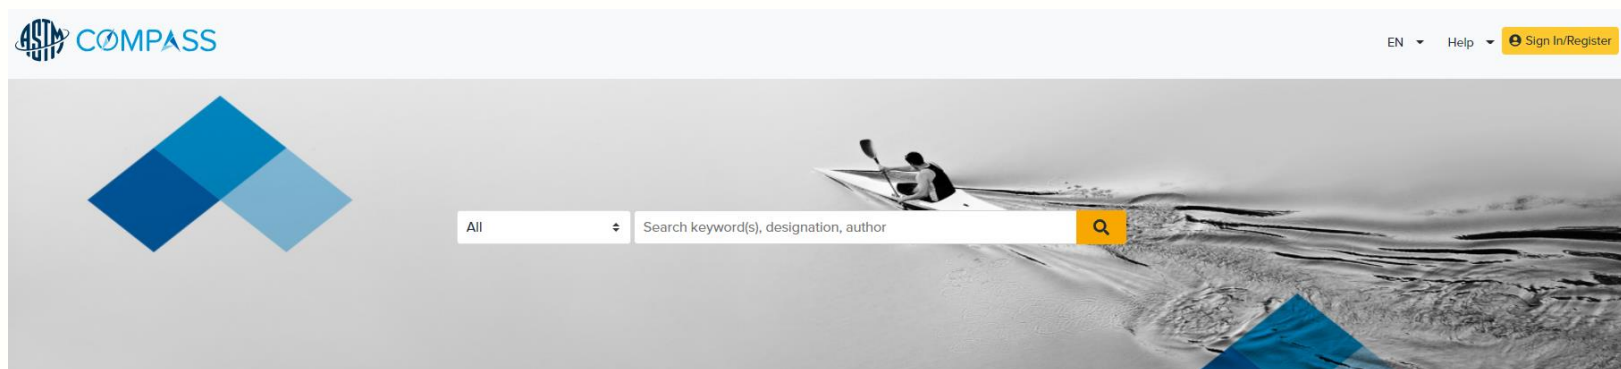 ASTM COMPASS
EN Help Sign In/Register
All Search keyword(s), designation, author